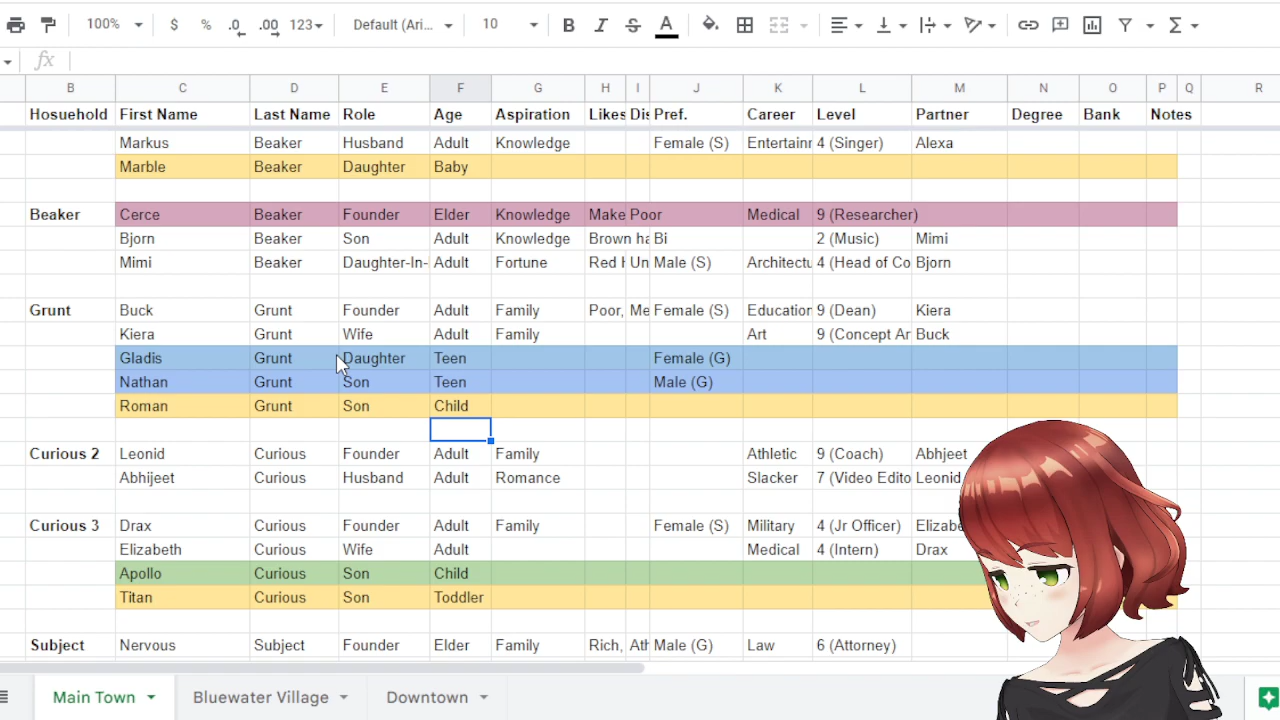 100% $ % .0 .00 123 Default (Ari... 10 B I S A
fx
B C D E F G H I J K L M N O P Q R
Hosuehold First Name Last Name Role Age Aspiration Likes Dis Pref. Career Level Partner Degree Bank Notes
Markus Beaker Husband Adult Knowledge Female (S) Entertainr 4 (Singer) Alexa
Marble Beaker Daughter Baby
Beaker Cerce Beaker Founder Elder Knowledge Make Poor Medical 9 (Researcher)
Bjorn Beaker Son Adult Knowledge Brown ha Bi 2 (Music) Mimi
Mimi Beaker Daughter-In- Adult Fortune Red H Un Male (S) Architectu 4 (Head of Co Bjorn
Grunt Buck Grunt Founder Adult Family Poor, Me Female (S) Education 9 (Dean) Kiera
Kiera Grunt Wife Adult Family Art 9 (Concept Ar Buck
Gladis Grunt Daughter Teen Female (G)
Nathan Grunt Son Teen Male (G)
Roman Grunt Son Child
Curious 2 Leonid Curious Founder Adult Family Athletic 9 (Coach) Abhjeet
Abhijeet Curious Husband Adult Romance Slacker 7 (Video Edito Leonid
Curious 3 Drax Curious Founder Adult Family Female (S) Military 4 (Jr Officer) Elizabe
Elizabeth Curious Wife Adult Medical 4 (Intern) Drax
Apollo Curious Son Child
Titan Curious Son Toddler
Subject Nervous Subject Founder Elder Family Rich, Ath Male (G) Law 6 (Attorney)
Main Town Bluewater Village Downtown